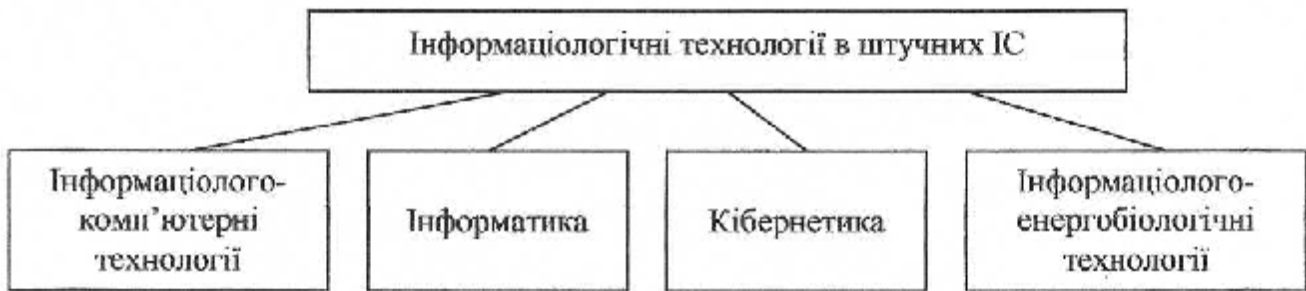 Інформаціологічні технології в штучних ІС
Інформаціолого-
комп’ютерні
технології
Інформатика
Кібернетика
Інформаціолого-
енергобіологічні
технології